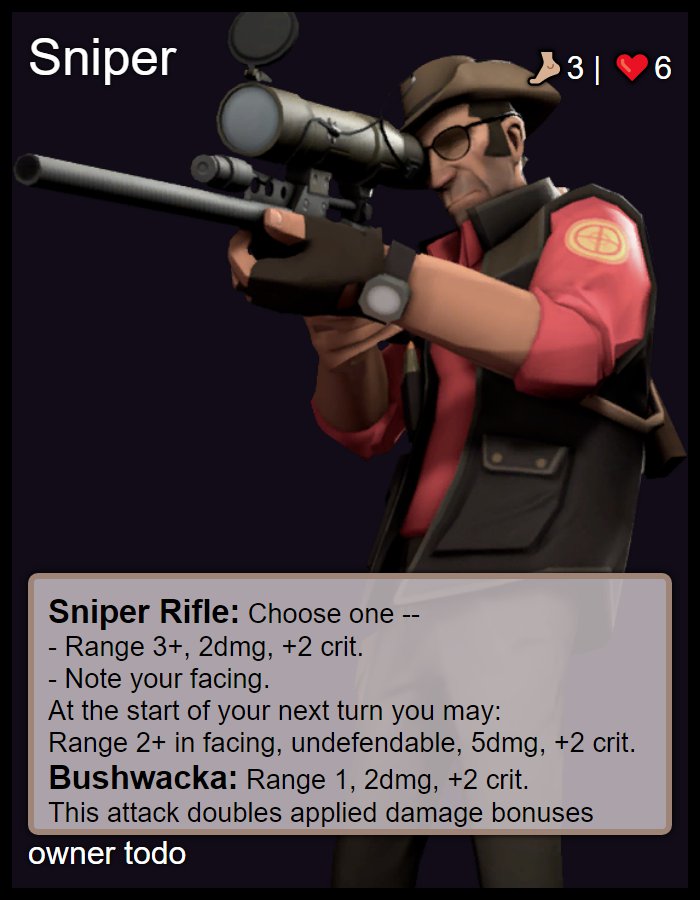 Sniper
3 | 6
Sniper Rifle: Choose one --
- Range 3+, 2dmg, +2 crit.
- Note your facing.
At the start of your next turn you may:
Range 2+ in facing, undefendable, 5dmg, +2 crit.
Bushwacka: Range 1, 2dmg, +2 crit.
This attack doubles applied damage bonuses
owner todo